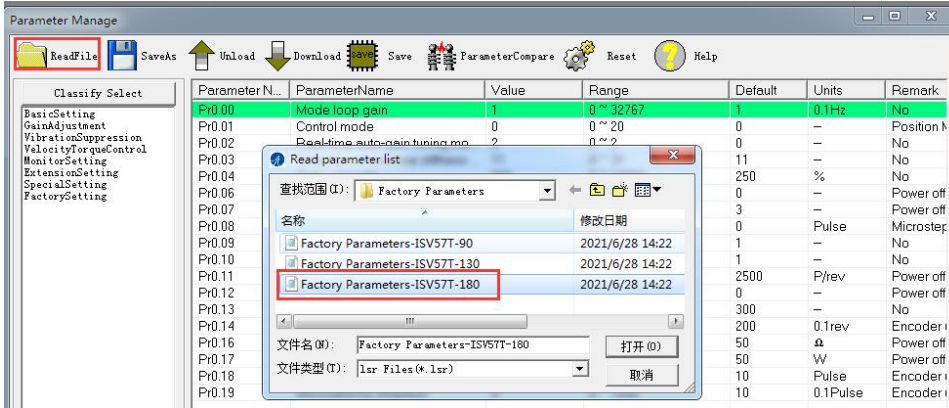 Parameter Manage
ReadFile SaveAs Unload Download save Save ParameterCompare Reset Help
Classify Select
BasicSetting
GainAdjustment
VibrationSuppression
VelocityTorqueControl
MonitorSetting
ExtensionSetting
SpecialSetting
FactorySetting
Parameter N... ParameterName Value Range Default Units Remark
Pr0.00 Mode loop gain 1 0 ~ 32767 1 0.1Hz No
Pr0.01 Control mode 0 0 ~ 20 0 – Position M
Pr0.02 Real-time auto-gain tuning mo... 2 0 ~ 2 0 – No
Pr0.03 11 – No
Pr0.04 250 % No
Pr0.06 0 – Power off
Pr0.07 3 – Power off
Pr0.08 0 Pulse Microstep
Pr0.09 1 – No
Pr0.10 1 – No
Pr0.11 2500 P/rev Power off
Pr0.12 0 – Power off
Pr0.13 300 – No
Pr0.14 200 0.1rev Encoder
Pr0.16 50 Ω Power off
Pr0.17 50 W Power off
Pr0.18 10 Pulse Encoder
Pr0.19 10 0.1Pulse Encoder
Read parameter list
查找范围(I): Factory Parameters
名称 修改日期
Factory Parameters-ISV57T-90 2021/6/28 14:22
Factory Parameters-ISV57T-130 2021/6/28 14:22
Factory Parameters-ISV57T-180 2021/6/28 14:22
文件名(N): Factory Parameters-ISV57T-180 打开(O)
文件类型(T): lsr Files(*.lsr) 取消